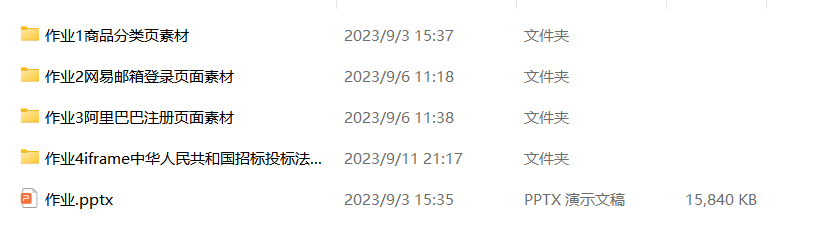 作业1商品分类页素材 2023/9/3 15:37 文件夹
作业2网易邮箱登录页面素材 2023/9/6 11:18 文件夹
作业3阿里巴巴注册页面素材 2023/9/6 11:38 文件夹
作业4iframe中华人民共和国招标投标法... 2023/9/11 21:17 文件夹
作业.pptx 2023/9/3 15:35 PPTX 演示文稿 15,840 KB